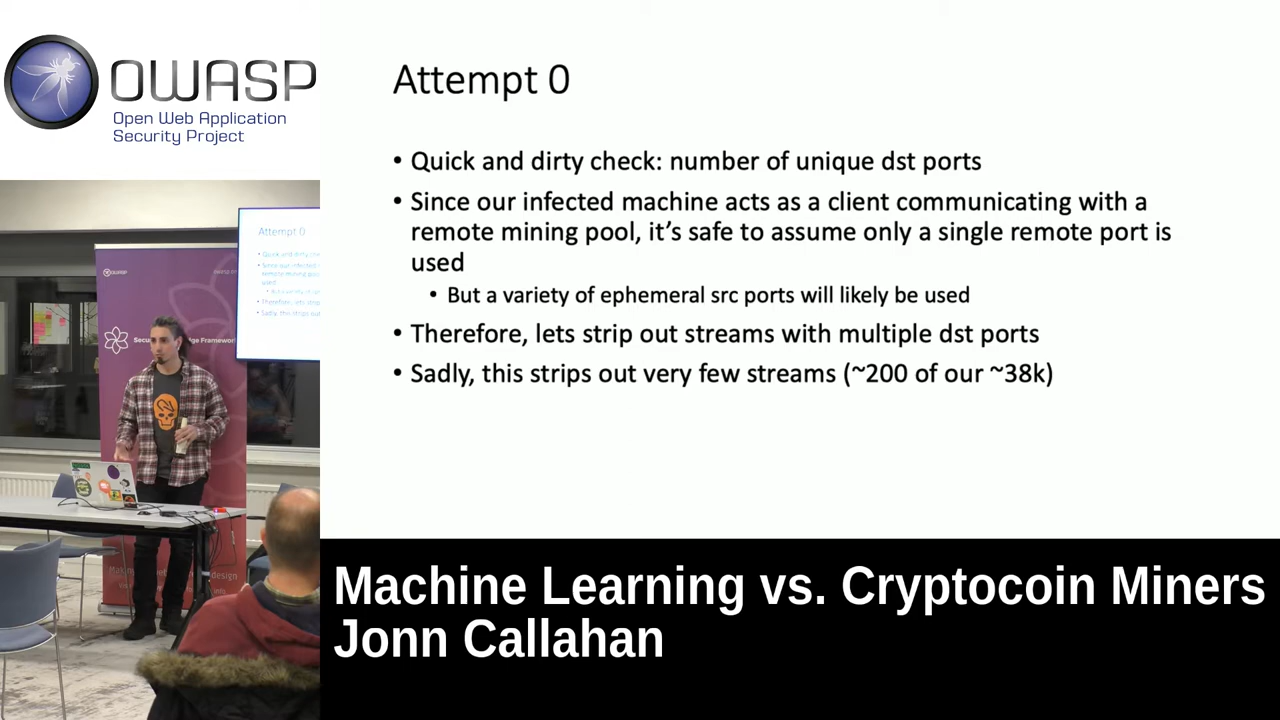 OWASP
Open Web Application
Security Project
Attempt 0
• Quick and dirty check: number of unique dst ports
• Since our infected machine acts as a client communicating with a
remote mining pool, it's safe to assume only a single remote port is
used
• But a variety of ephemeral src ports will likely be used
• Therefore, lets strip out streams with multiple dst ports
• Sadly, this strips out very few streams (~200 of our ~38k)
Attempt 0
OWASP
Machine Learning vs. Cryptocoin Miners
Jonn Callahan